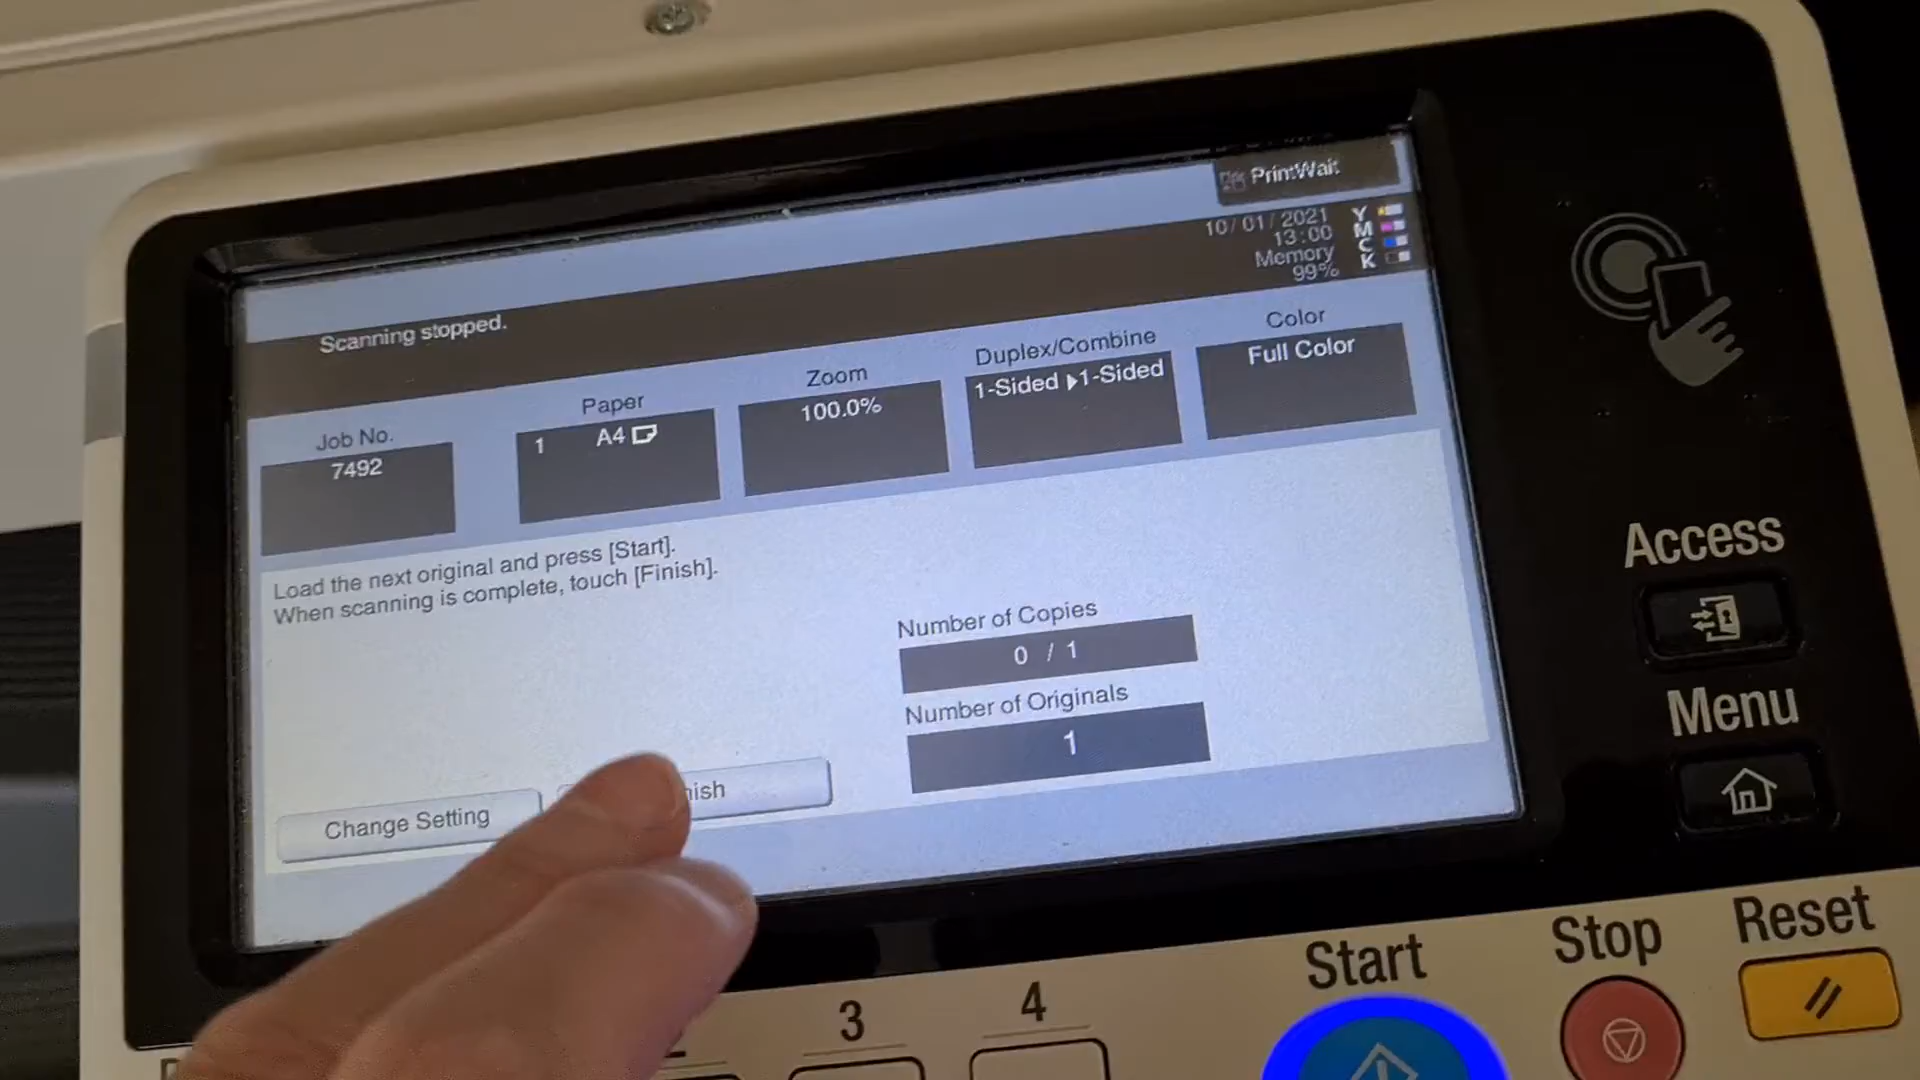 PrintWait
10/01/2021
13:00
Memory
99%
Y
M
C
K
Scanning stopped.
Job No.
7492
Paper
1 A4
Zoom
100.0%
Duplex/Combine
1-Sided ▶1-Sided
Color
Full Color
Load the next original and press [Start].
When scanning is complete, touch [Finish].
Number of Copies
0 / 1
Number of Originals
1
Change Setting
nish
Access
Menu
Start
Stop
Reset
3
4